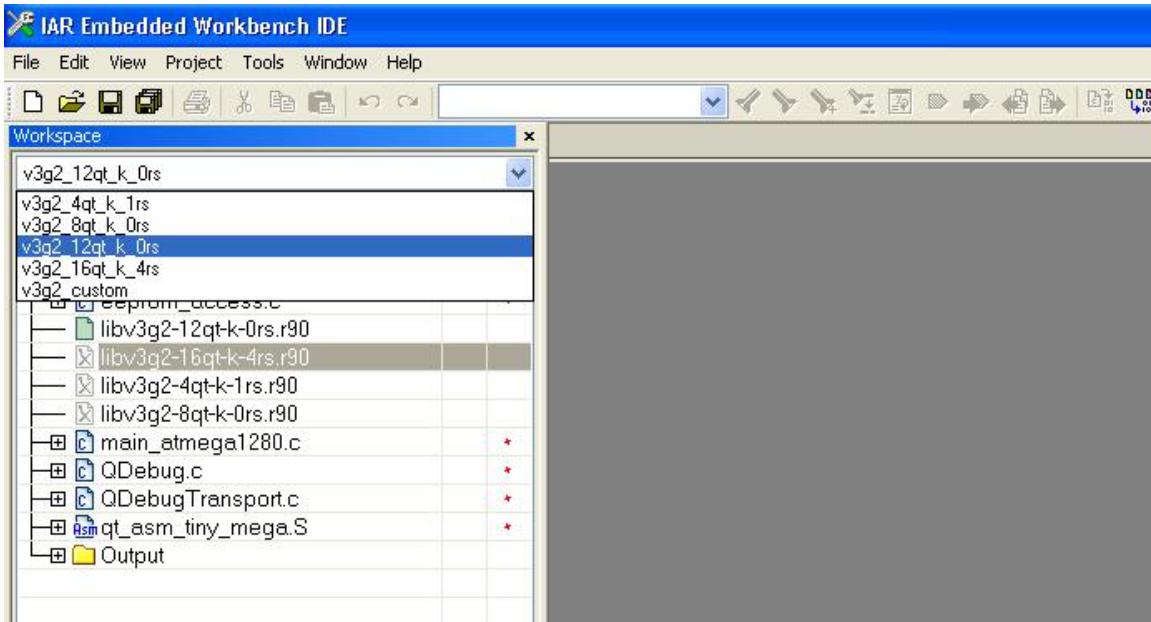 IAR Embedded Workbench IDE
File Edit View Project Tools Window Help
Workspace
v3g2_12qt_k_0rs
v3g2_4qt_k_1rs
v3g2_8qt_k_0rs
v3g2_12qt_k_0rs
v3g2_16qt_k_4rs
v3g2_custom
eeprom_access.c
libv3g2-12qt-k-0rs.r90
libv3g2-16qt-k-4rs.r90
libv3g2-4qt-k-1rs.r90
libv3g2-8qt-k-0rs.r90
main_atmega1280.c
QDebug.c
QDebugTransport.c
Asm qt_asm_tiny_mega.S
Output